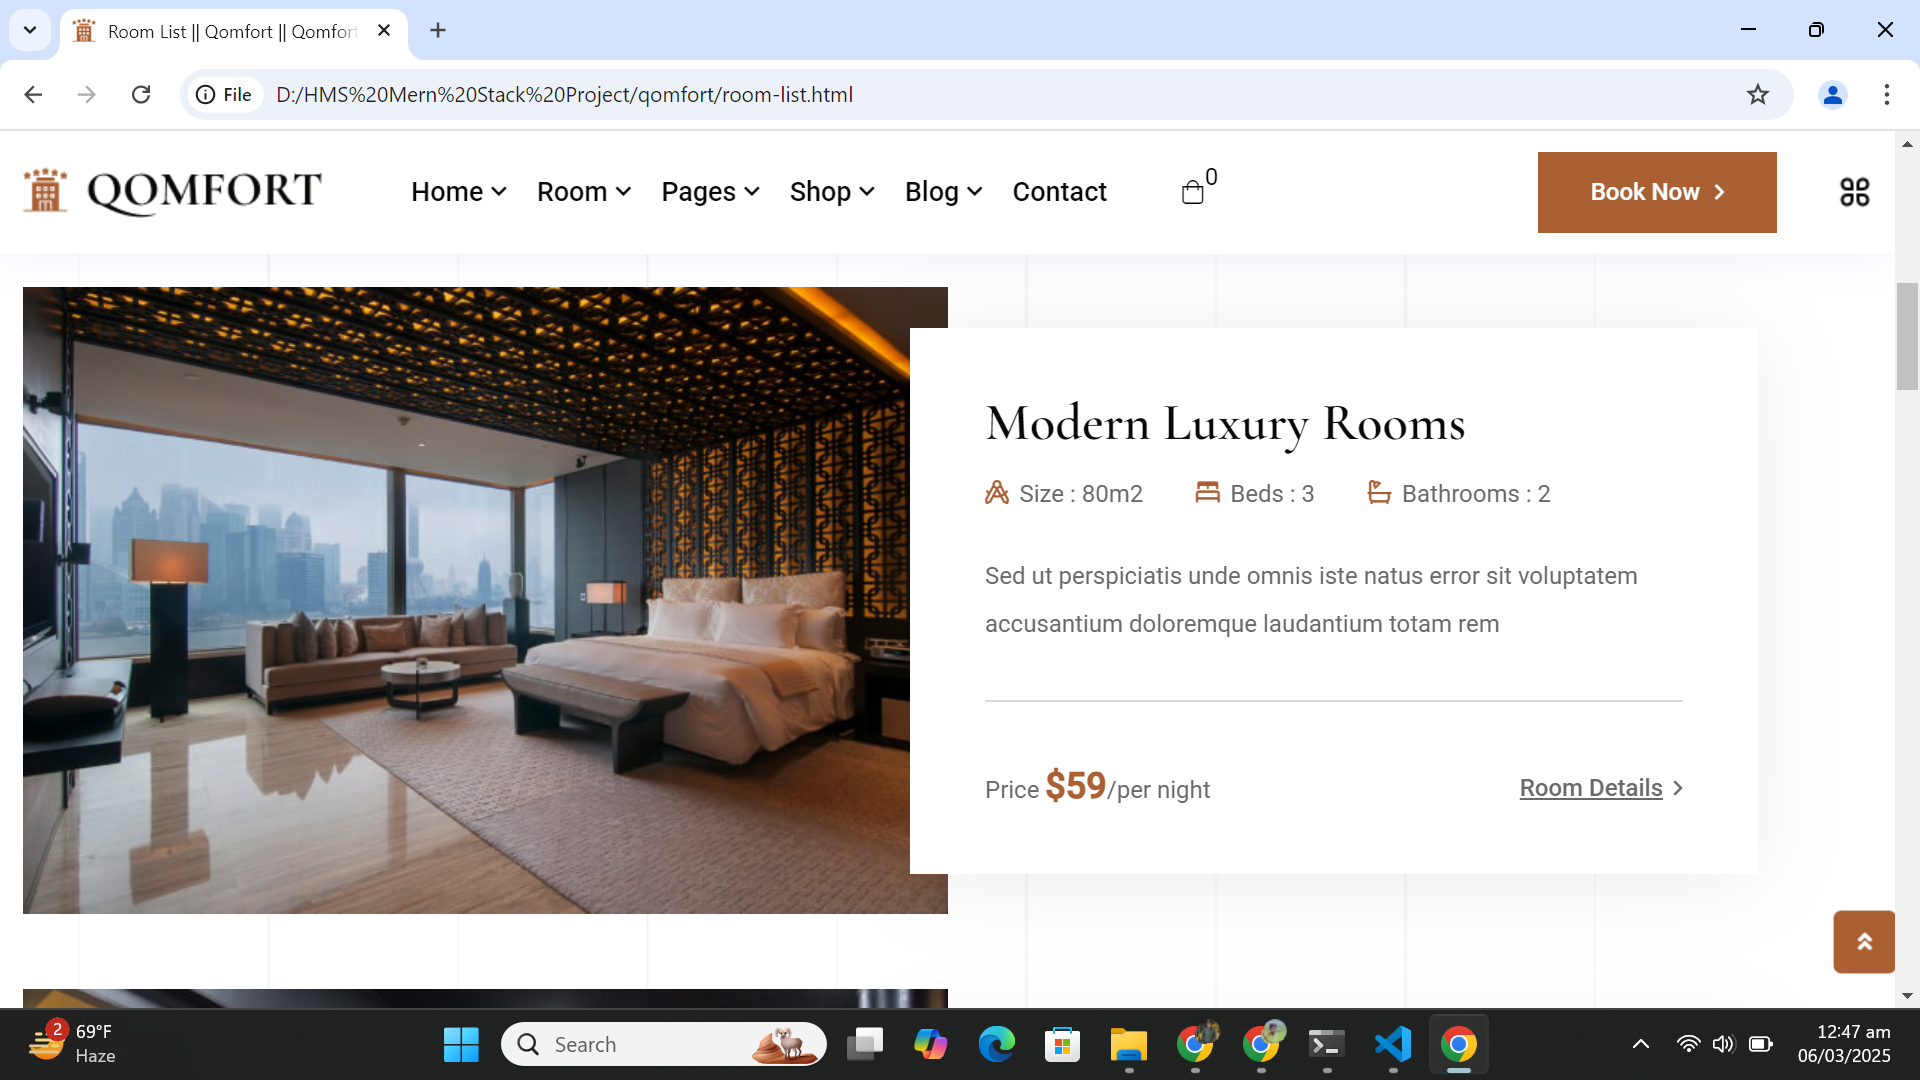 Room List || Qomfort || Qomfort
File
D:/HMS%20Mern%20Stack%20Project/qomfort/room-list.html
QOMFORT
Home
Room
Pages
Shop
Blog
Contact
0
Book Now
Modern Luxury Rooms
Size : 80m2
Beds : 3
Bathrooms : 2
Sed ut perspiciatis unde omnis iste natus error sit voluptatem
accusantium doloremque laudantium totam rem
Price $59/per night
Room Details
2
69°F
Haze
Search
12:47 am
06/03/2025